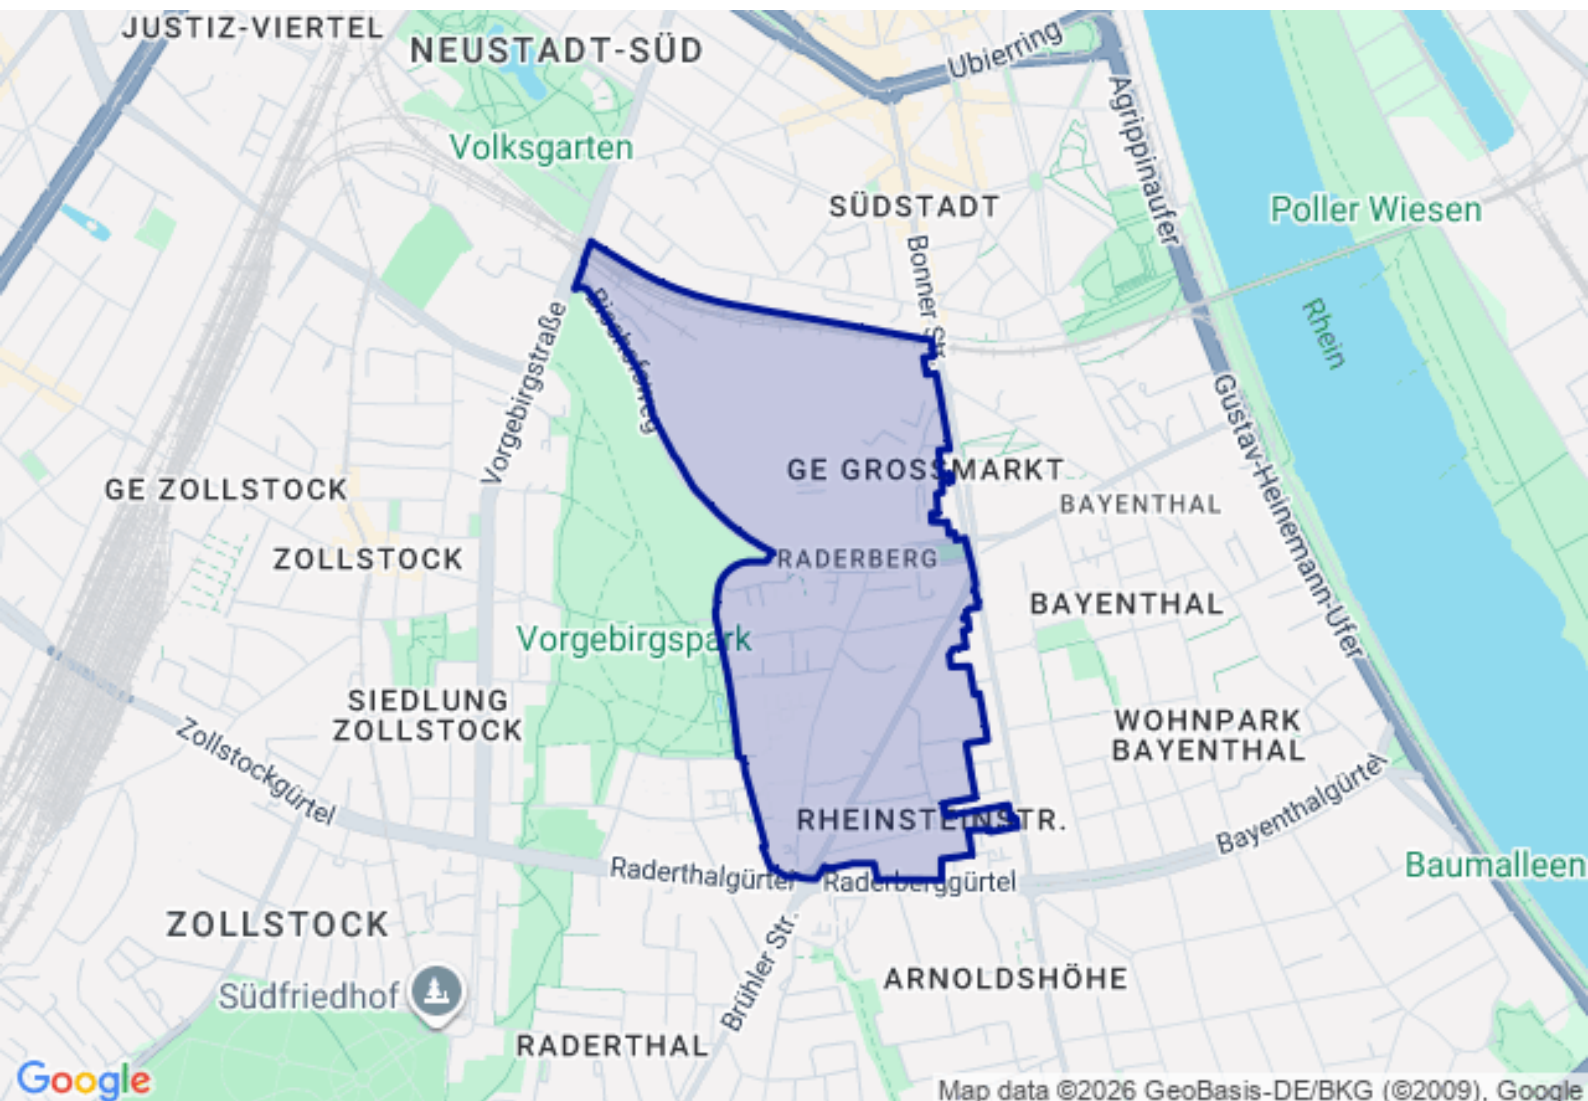 JUSTIZ-VIERTEL
NEUSTADT-SÜD
Ubierring
Agrippinaufer
Volksgarten
SÜDSTADT
Poller Wiesen
Bonner Str.
Rhein
Bischofsweg
Vorgebirgstraße
Gustav-Heinemann-Ufer
GE ZOLLSTOCK
GE GROSSMARKT
BAYENTHAL
ZOLLSTOCK
RADERBERG
BAYENTHAL
Vorgebirgspark
SIEDLUNG
ZOLLSTOCK
WOHNPARK
BAYENTHAL
Zollstockgürtel
RHEINSTEINSTR.
Bayenthalgürtel
Raderthalgürtel
Raderberggürtel
Baumalleen
ZOLLSTOCK
Brühler Str.
ARNOLDSHÖHE
Südfriedhof
RADERTHAL
Google
Map data ©2026 GeoBasis-DE/BKG (©2009), Google